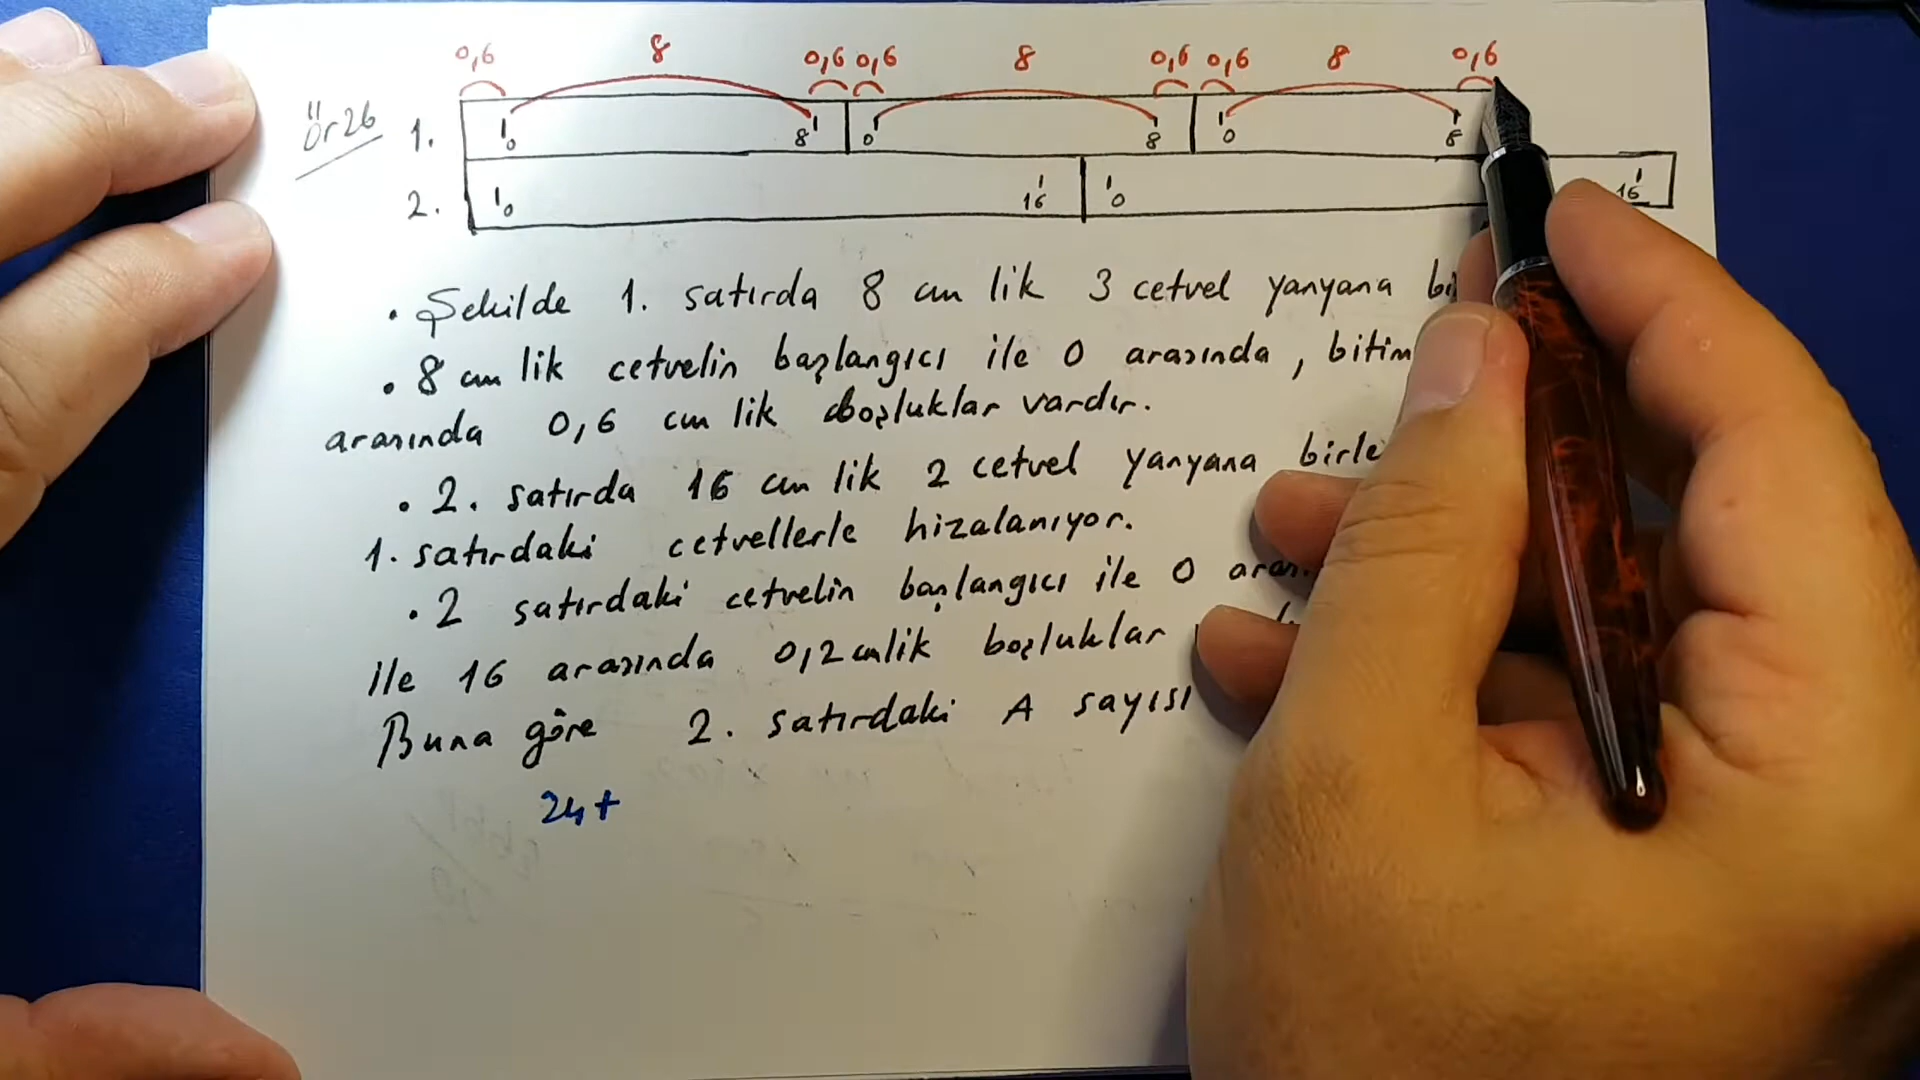 0,6 8 0,6 0,6 8 0,6 0,6 8 0,6
Ör26
1. 0 8 0 8 0 8
2. 0 16 0 16
• Şekilde 1. satırda 8 cm lik 3 cetvel yanyana
• 8 cm lik cetvelin başlangıcı ile 0 arasında,
arasında 0,6 cm lik boşluklar vardır.
• 2. satırda 16 cm lik 2 cetvel yanyana
1. satırdaki cetvellerle hizalanıyor.
• 2 satırdaki cetvelin başlangıcı ile 0
ile 16 arasında 0,2 cmlik boşluklar
Buna göre 2. satırdaki A sayısı
24+